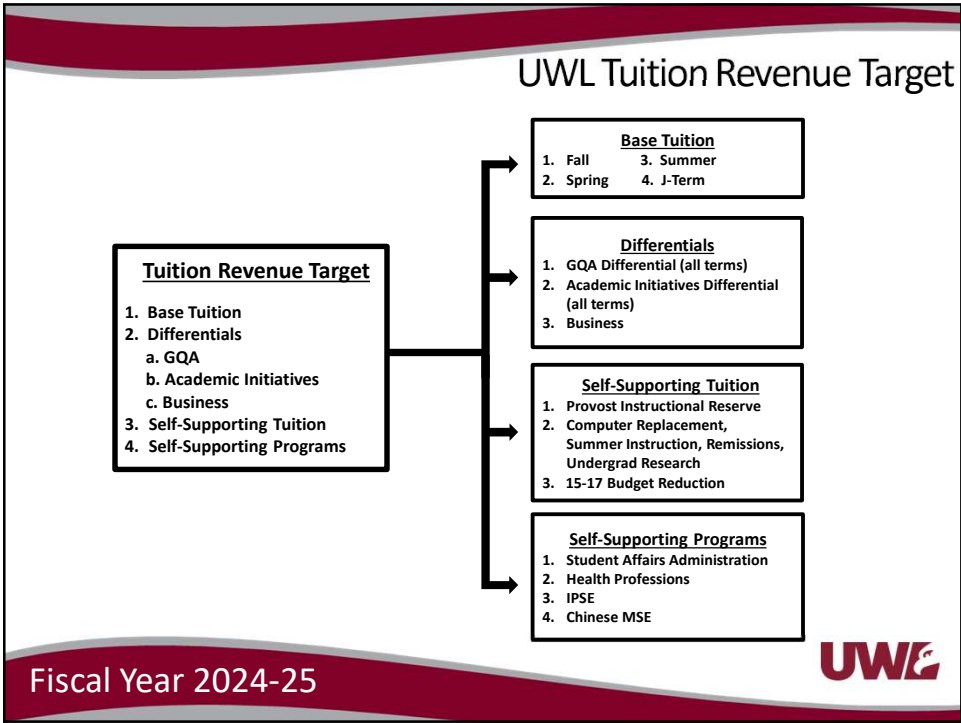 UWL Tuition Revenue Target
Tuition Revenue Target
1. Base Tuition
2. Differentials
a. GQA
b. Academic Initiatives
c. Business
3. Self-Supporting Tuition
4. Self-Supporting Programs
Base Tuition
1. Fall 3. Summer
2. Spring 4. J-Term
Differentials
1. GQA Differential (all terms)
2. Academic Initiatives Differential
(all terms)
3. Business
Self-Supporting Tuition
1. Provost Instructional Reserve
2. Computer Replacement,
Summer Instruction, Remissions,
Undergrad Research
3. 15-17 Budget Reduction
Self-Supporting Programs
1. Student Affairs Administration
2. Health Professions
3. IPSE
4. Chinese MSE
Fiscal Year 2024-25
UWL